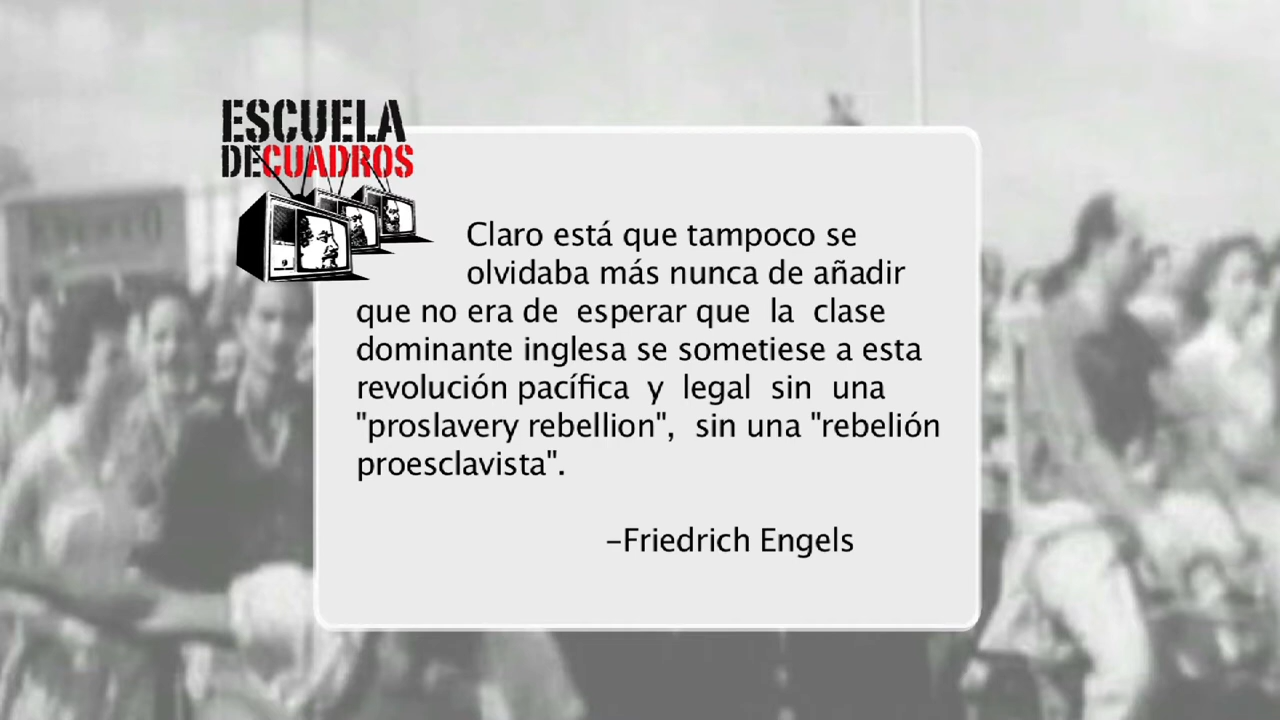 ESCUELA
DECUADROS
Claro está que tampoco se
olvidaba más nunca de añadir
que no era de esperar que la clase
dominante inglesa se sometiese a esta
revolución pacífica y legal sin una
"proslavery rebellion", sin una "rebelión
proesclavista".
–Friedrich Engels